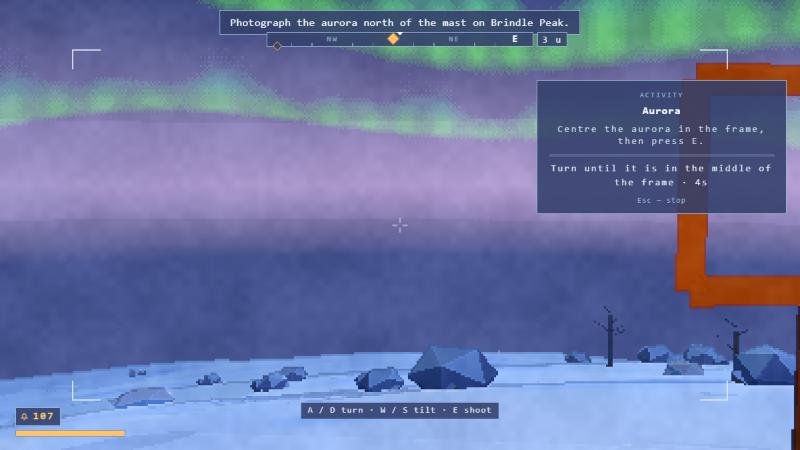 Photograph the aurora north of the mast on Brindle Peak.
NW NE E 3 u
ACTIVITY
Aurora
Centre the aurora in the frame,
then press E.
Turn until it is in the middle of
the frame · 4s
Esc — stop
A / D turn · W / S tilt · E shoot
107